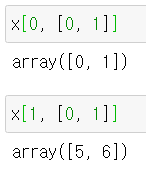 x[0, [0, 1]]
array([0, 1])
x[1, [0, 1]]
array([5, 6])